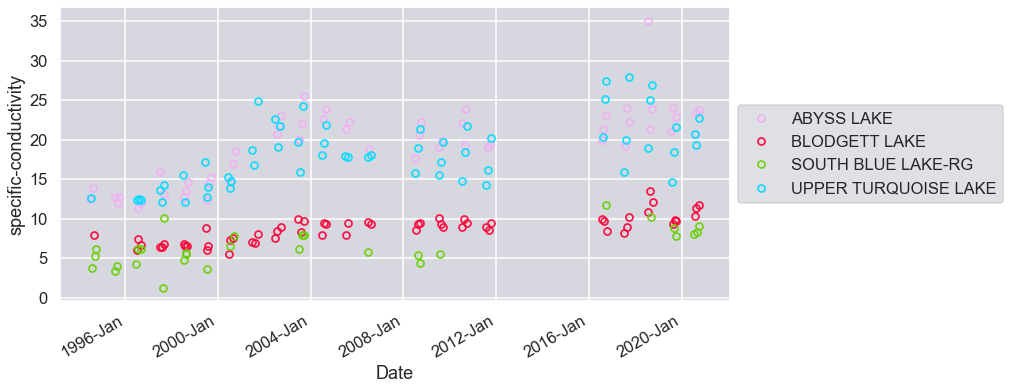 35
30
25
20
15
10
5
0
specific-conductivity
1996-Jan
2000-Jan
2004-Jan
2008-Jan
2012-Jan
2016-Jan
2020-Jan
Date
ABYSS LAKE
BLODGETT LAKE
SOUTH BLUE LAKE-RG
UPPER TURQUOISE LAKE